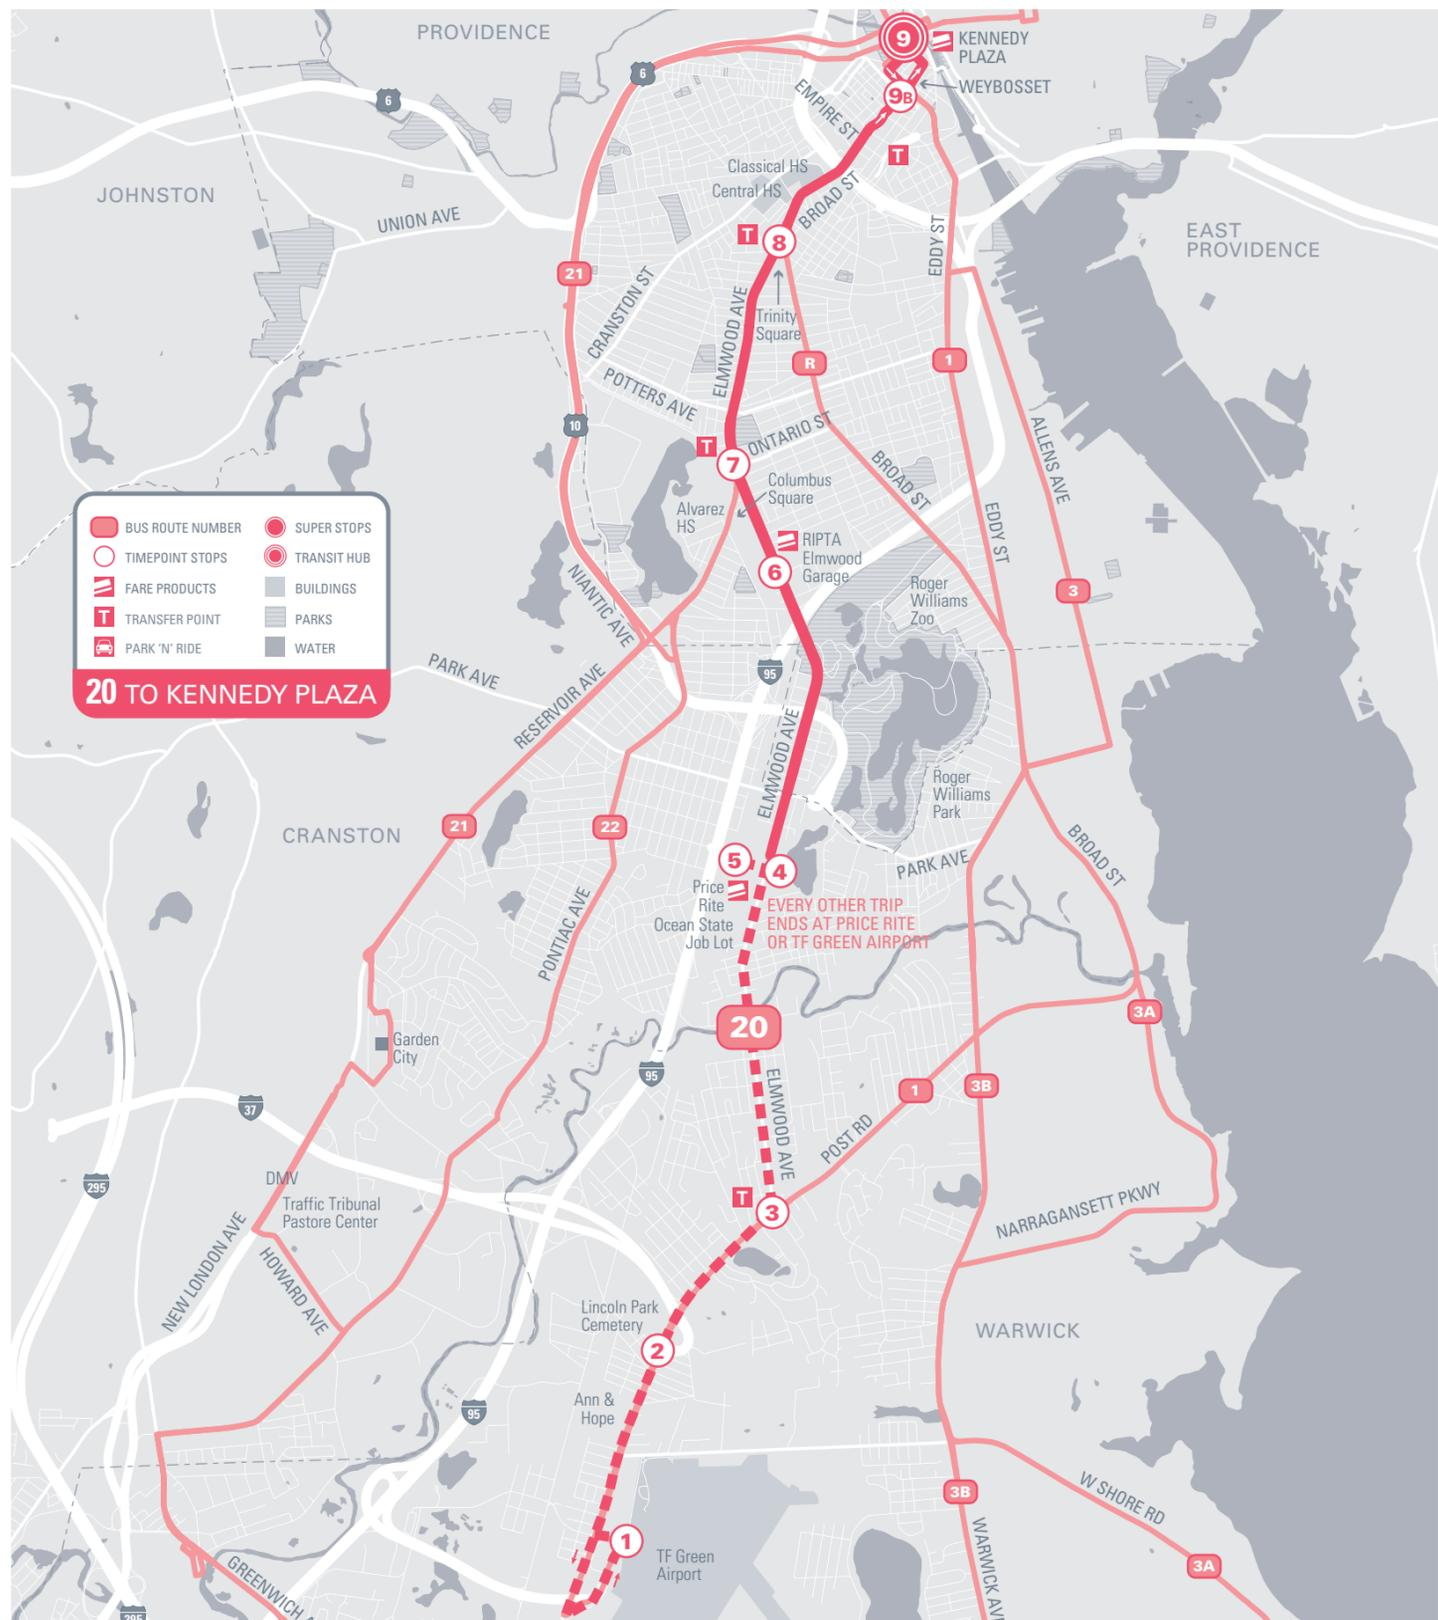 PROVIDENCE
9
KENNEDY
PLAZA
6
6
9B
WEYBOSSET
EMPIRE ST
T
Classical HS
Central HS
BROAD ST
JOHNSTON
UNION AVE
T
8
EDDY ST
EAST
PROVIDENCE
21
CRANSTON ST
ELMWOOD AVE
Trinity
Square
R
1
POTTERS AVE
10
T
ONTARIO ST
7
ALLENS AVE
BROAD ST
Columbus
Square
Alvarez
HS
EDDY ST
BUS ROUTE NUMBER
SUPER STOPS
TIMEPOINT STOPS
TRANSIT HUB
FARE PRODUCTS
BUILDINGS
T
TRANSFER POINT
PARKS
PARK 'N' RIDE
WATER
20 TO KENNEDY PLAZA
RIPTA
Elmwood
Garage
6
NIANTIC AVE
Roger
Williams
Zoo
3
PARK AVE
95
RESERVOIR AVE
ELMWOOD AVE
Roger
Williams
Park
CRANSTON
21
22
BROAD ST
5
4
PARK AVE
Price
Rite
Ocean State
Job Lot
EVERY OTHER TRIP
ENDS AT PRICE RITE
OR TF GREEN AIRPORT
PONTIAC AVE
20
3A
Garden
City
95
ELMWOOD AVE
1
3B
37
POST RD
DMV
295
Traffic Tribunal
Pastore Center
T
3
NARRAGANSETT PKWY
NEW LONDON AVE
HOWARD AVE
Lincoln Park
Cemetery
2
WARWICK
Ann &
Hope
95
3B
W SHORE RD
1
TF Green
Airport
WARWICK AV
3A
GREENWICH A
295